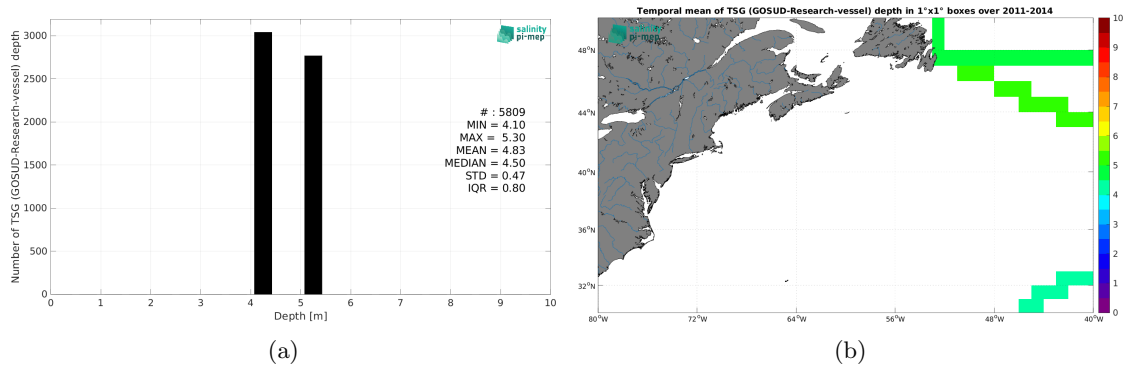 3000
2500
2000
1500
1000
500
0
Number of TSG (GOSUD-Research-vessel) depth
salinity
pi-mep
# : 5809
MIN = 4.10
MAX = 5.30
MEAN = 4.83
MEDIAN = 4.50
STD = 0.47
IQR = 0.80
0 1 2 3 4 5 6 7 8 9 10
Depth [m]
(a)
Temporal mean of TSG (GOSUD-Research-vessel) depth in 1°x1° boxes over 2011-2014
salinity
pi-mep
48°N
44°N
40°N
36°N
32°N
80°W 72°W 64°W 56°W 48°W 40°W
10
9
8
7
6
5
4
3
2
1
0
(b)